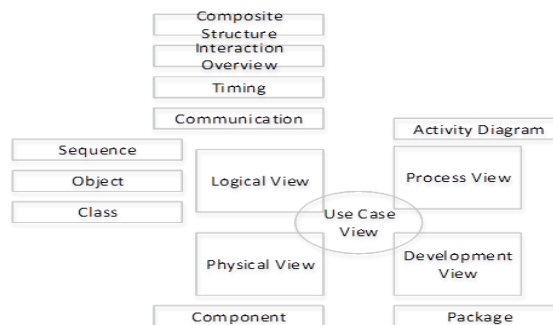 Composite
Structure
Interaction
Overview
Timing
Communication
Activity Diagram
Sequence
Object
Class
Logical View
Process View
Use Case
View
Physical View
Development
View
Component
Package